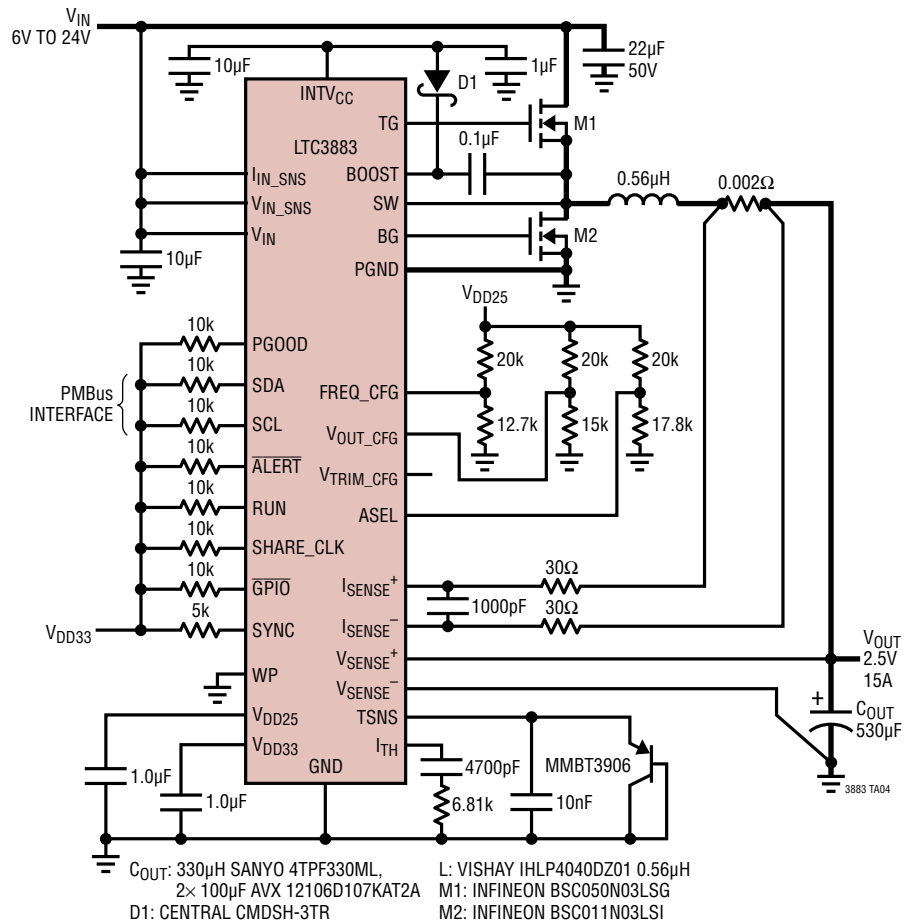 VIN
6V TO 24V
10µF
1µF
22µF
50V
D1
INTVCC
LTC3883
TG
M1
0.1µF
IIN_SNS
BOOST
0.56µH
0.002Ω
VIN_SNS
SW
VIN
BG
M2
10µF
PGND
VDD25
10k
PGOOD
20k
20k
20k
10k
SDA
FREQ_CFG
PMBus
INTERFACE
10k
SCL
12.7k
15k
17.8k
VOUT_CFG
10k
ALERT
VTRIM_CFG
10k
RUN
ASEL
10k
SHARE_CLK
10k
GPIO
ISENSE+
30Ω
1000pF
5k
VDD33
SYNC
ISENSE–
30Ω
VSENSE+
VOUT
2.5V
15A
WP
VSENSE–
+
COUT
530µF
VDD25
TSNS
VDD33
ITH
4700pF
MMBT3906
GND
1.0µF
1.0µF
6.81k
10nF
3883 TA04
COUT: 330µH SANYO 4TPF330ML,
2× 100µF AVX 12106D107KAT2A
D1: CENTRAL CMDSH-3TR
L: VISHAY IHLP4040DZ01 0.56µH
M1: INFINEON BSC050N03LSG
M2: INFINEON BSC011N03LSI